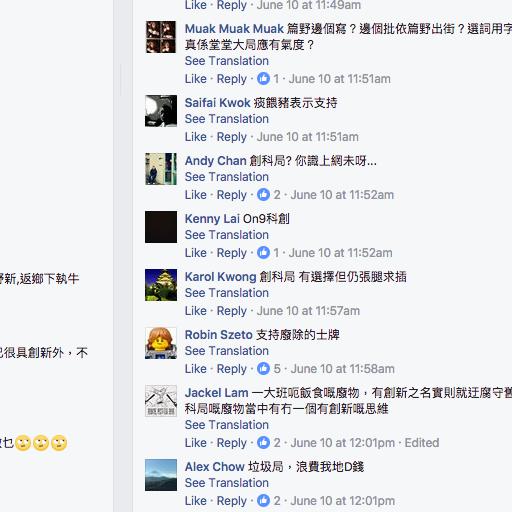 Like · Reply · June 10 at 11:49am
Muak Muak Muak 篇野邊個寫？邊個批依篇野出街？選詞用字
真係堂堂大局應有氣度？
See Translation
Like · Reply · 1 · June 10 at 11:51am
Saifai Kwok 痰餵豬表示支持
See Translation
Like · Reply · June 10 at 11:51am
Andy Chan 創科局? 你識上網未呀...
See Translation
Like · Reply · 2 · June 10 at 11:52am
Kenny Lai On9科創
See Translation
Like · Reply · 1 · June 10 at 11:52am
Karol Kwong 創科局 有選擇但仍張腿求插
See Translation
Like · Reply · June 10 at 11:57am
Robin Szeto 支持廢除的士牌
See Translation
Like · Reply · 5 · June 10 at 11:58am
Jackel Lam 一大班呃飯食嘅廢物，有創新之名實則就迂腐守舊
科局嘅廢物當中有冇一個有創新嘅思維
See Translation
Like · Reply · 2 · June 10 at 12:01pm · Edited
Alex Chow 垃圾局，浪費我地D錢
See Translation
Like · Reply · 2 · June 10 at 12:01pm
新,返鄉下執牛
很具創新外，不
乜🙄🙄🙄